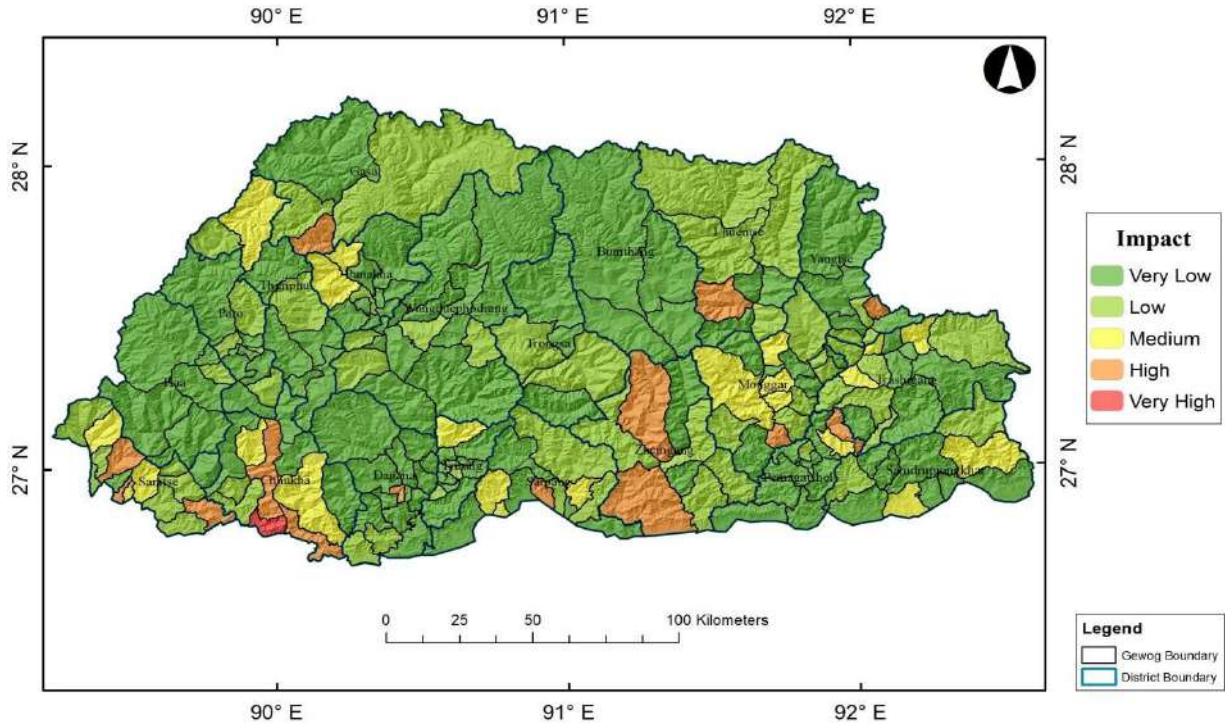 90° E
91° E
92° E
28° N
28° N
27° N
27° N
Gasa
Lhuentse
Bumthang
Yangtse
Punakha
Thimphu
Wangduephodrang
Paro
Trongsa
Haa
Monggar
Trashigang
Zhemgang
Samtse
Chhukha
Dagana
Tsirang
Sarpang
Pemagatshel
Samdrupjongkhar
Impact
Very Low
Low
Medium
High
Very High
0 25 50 100 Kilometers
Legend
Gewog Boundary
District Boundary
90° E
91° E
92° E